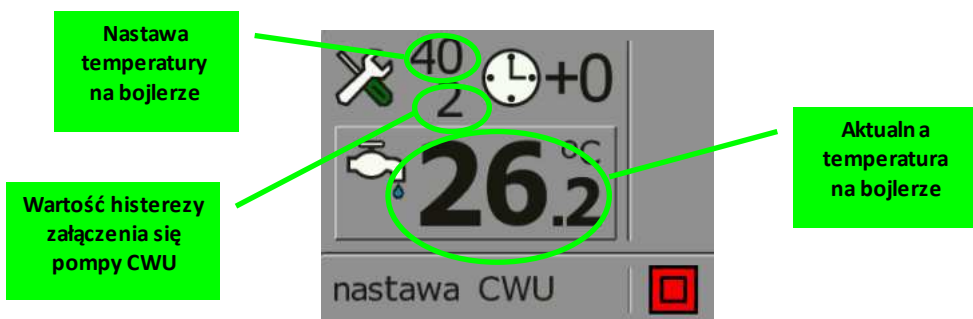 Nastawa
temperatury
na bojlerze
40
2
+0
26.2
°C
Aktualna
temperatura
na bojlerze
Wartość histerezy
załączenia się
pompy CWU
nastawa CWU